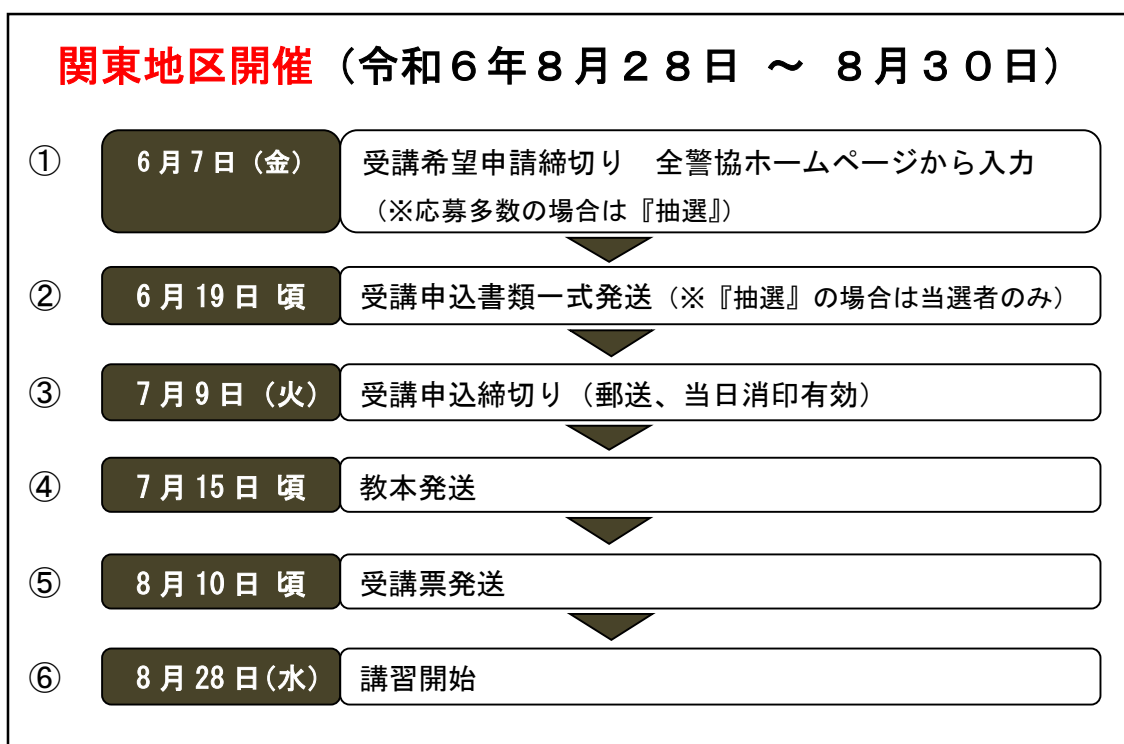 関東地区開催（令和６年８月２８日 ～ ８月３０日）
① 6月7日（金） 受講希望申請締切り　全警協ホームページから入力
（※応募多数の場合は『抽選』）
② 6月19日 頃 受講申込書類一式発送（※『抽選』の場合は当選者のみ）
③ 7月9日（火） 受講申込締切り（郵送、当日消印有効）
④ 7月15日 頃 教本発送
⑤ 8月10日 頃 受講票発送
⑥ 8月28日(水) 講習開始